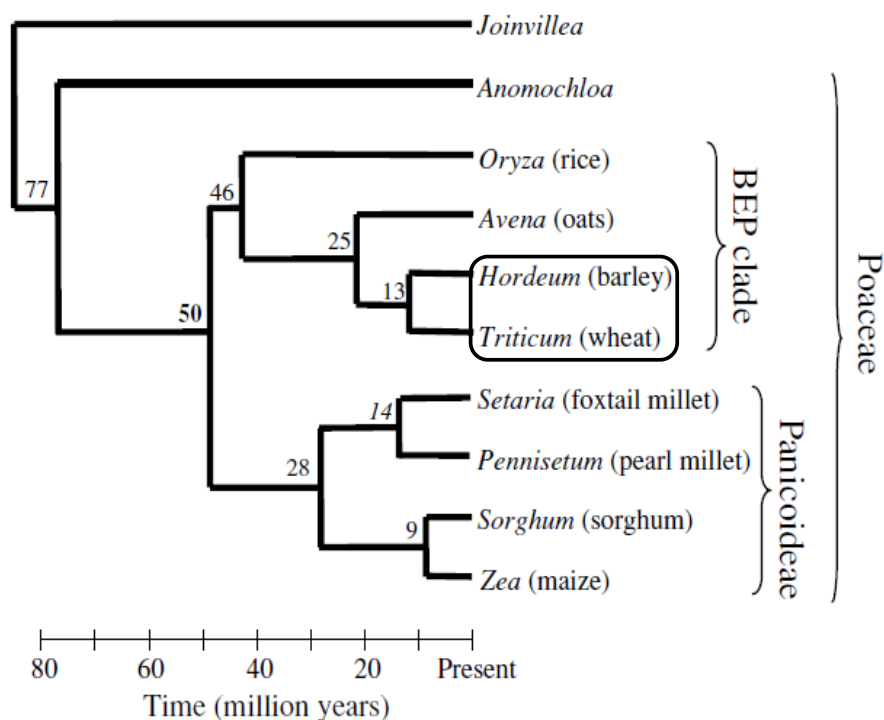 Joinvillea
Anomochloa
77
Oryza (rice)
46
Avena (oats)
25
Hordeum (barley)
13
50
Triticum (wheat)
BEP clade
Poaceae
Setaria (foxtail millet)
14
28
Pennisetum (pearl millet)
Sorghum (sorghum)
9
Zea (maize)
Panicoideae
80 60 40 20 Present
Time (million years)